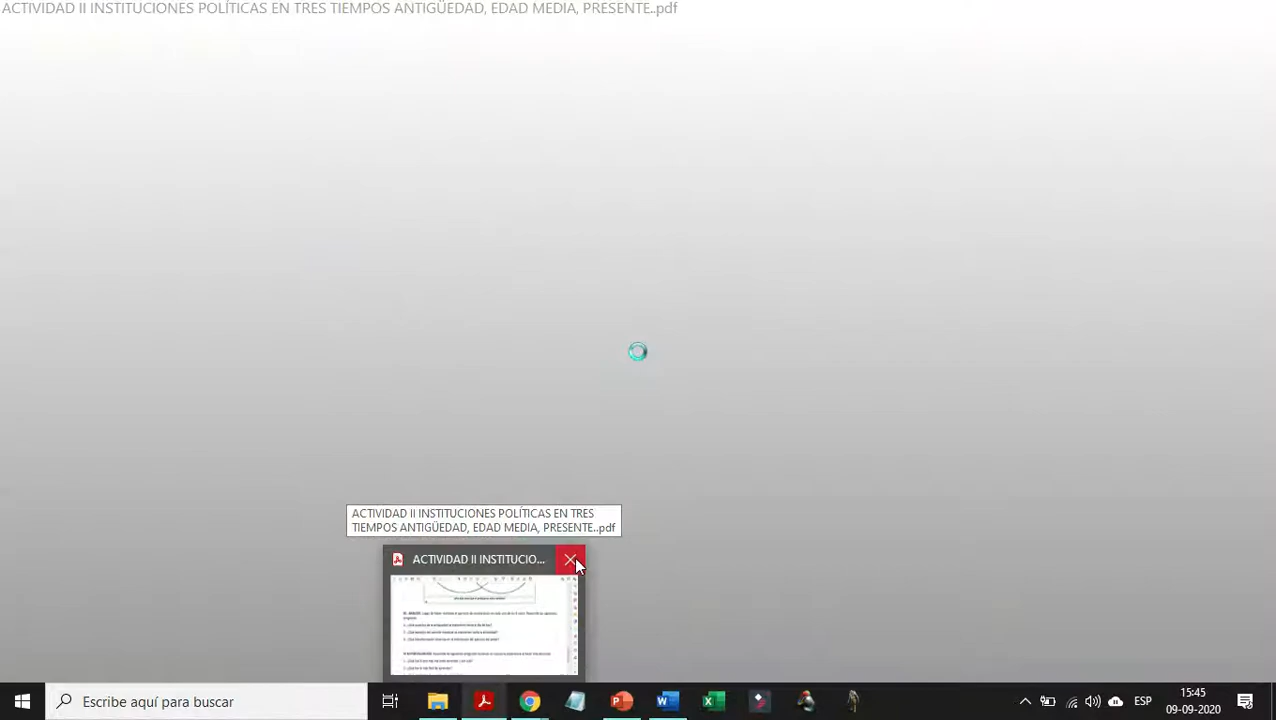 ACTIVIDAD II INSTITUCIONES POLÍTICAS EN TRES TIEMPOS ANTIGÜEDAD, EDAD MEDIA, PRESENTE..pdf
ACTIVIDAD II INSTITUCIONES POLÍTICAS EN TRES
TIEMPOS ANTIGÜEDAD, EDAD MEDIA, PRESENTE..pdf
ACTIVIDAD II INSTITUCIO...
Escribe aquí para buscar
ESP
15:45
09-09-2020